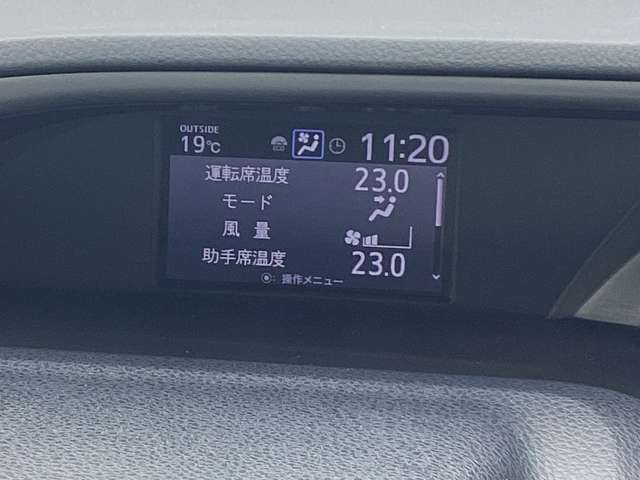 OUTSIDE
19℃ ECO 11:20
運転席温度 23.0
モード
風 量
助手席温度 23.0
⦿: 操作メニュー